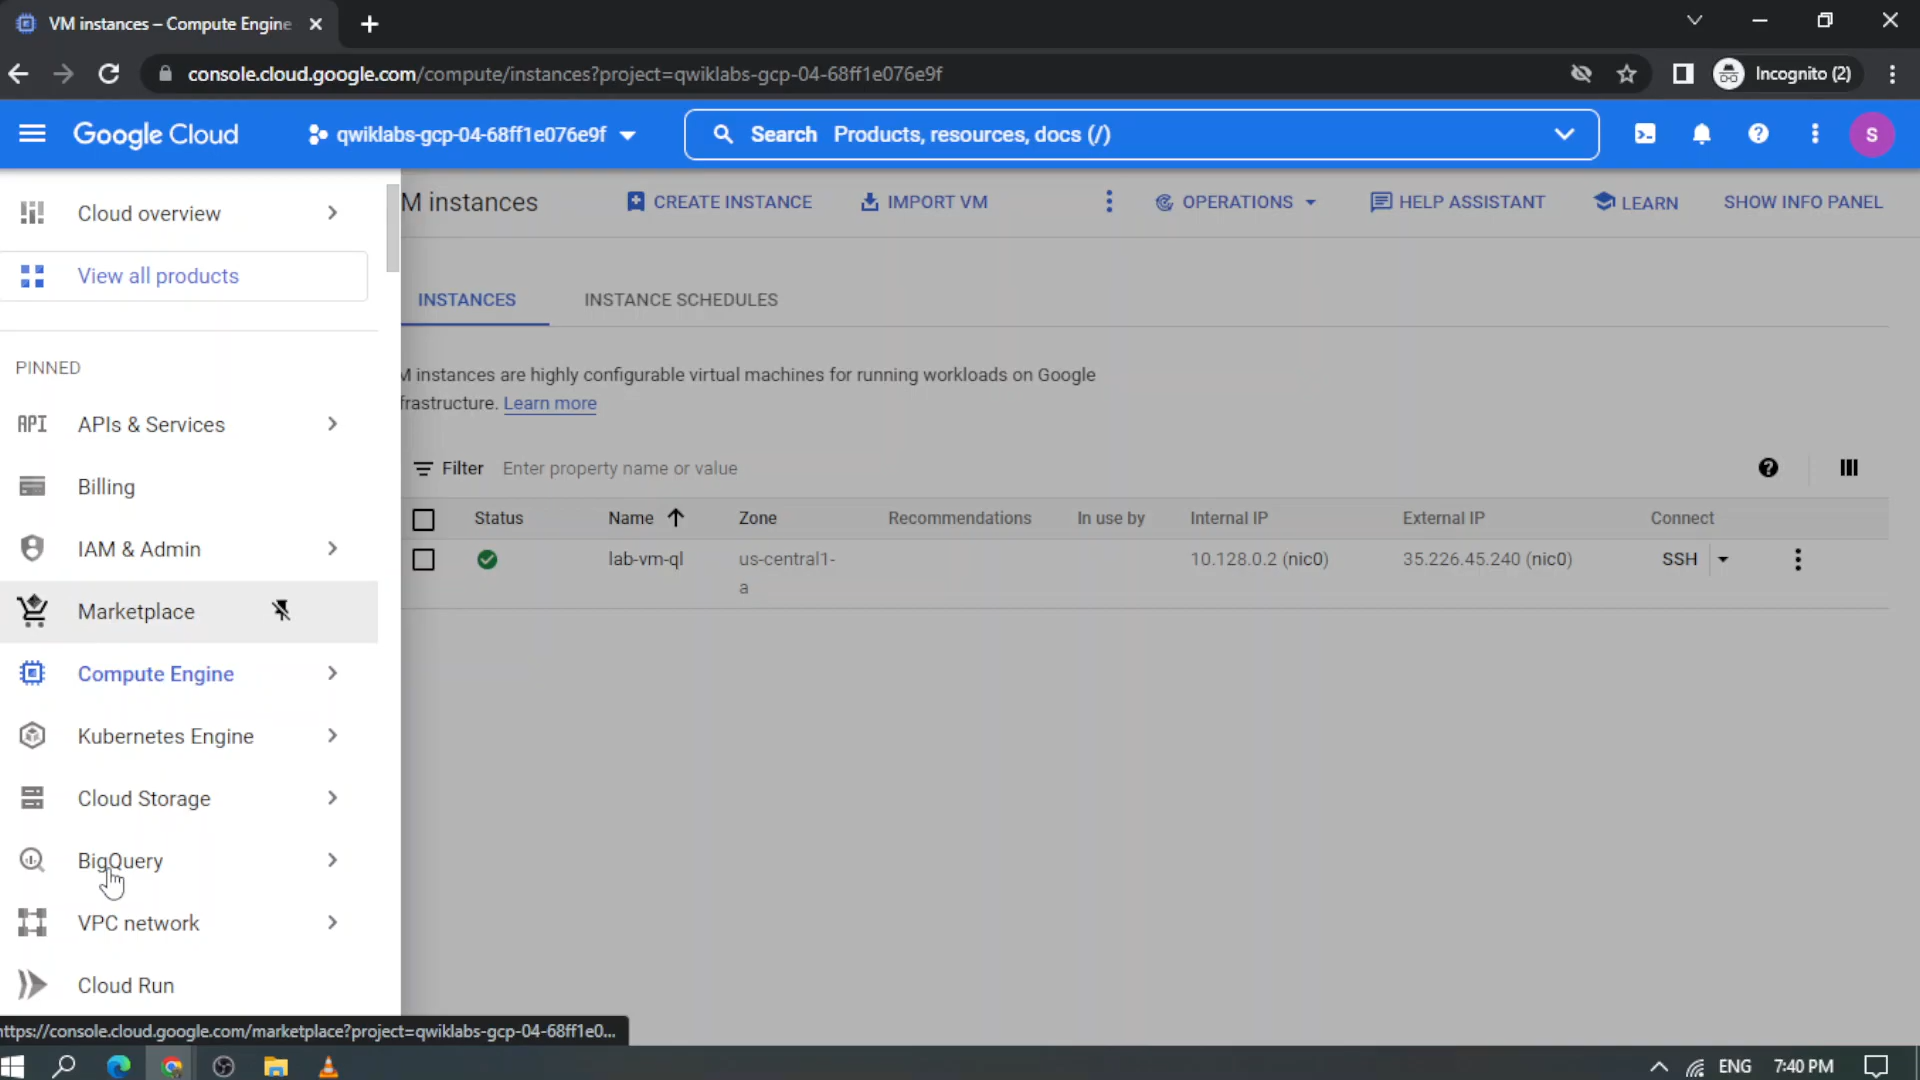 VM instances – Compute Engine
console.cloud.google.com/compute/instances?project=qwiklabs-gcp-04-68ff1e076e9f
Incognito (2)
Google Cloud
qwiklabs-gcp-04-68ff1e076e9f
Search Products, resources, docs (/)
S
Cloud overview
View all products
PINNED
API APIs & Services
Billing
IAM & Admin
Marketplace
Compute Engine
Kubernetes Engine
Cloud Storage
BigQuery
VPC network
Cloud Run
M instances
CREATE INSTANCE
IMPORT VM
OPERATIONS
HELP ASSISTANT
LEARN
SHOW INFO PANEL
INSTANCES
INSTANCE SCHEDULES
M instances are highly configurable virtual machines for running workloads on Google
frastructure. Learn more
Filter Enter property name or value
Status Name Zone Recommendations In use by Internal IP External IP Connect
lab-vm-ql us-central1- 10.128.0.2 (nic0) 35.226.45.240 (nic0) SSH
a
ttps://console.cloud.google.com/marketplace?project=qwiklabs-gcp-04-68ff1e0...
ENG 7:40 PM